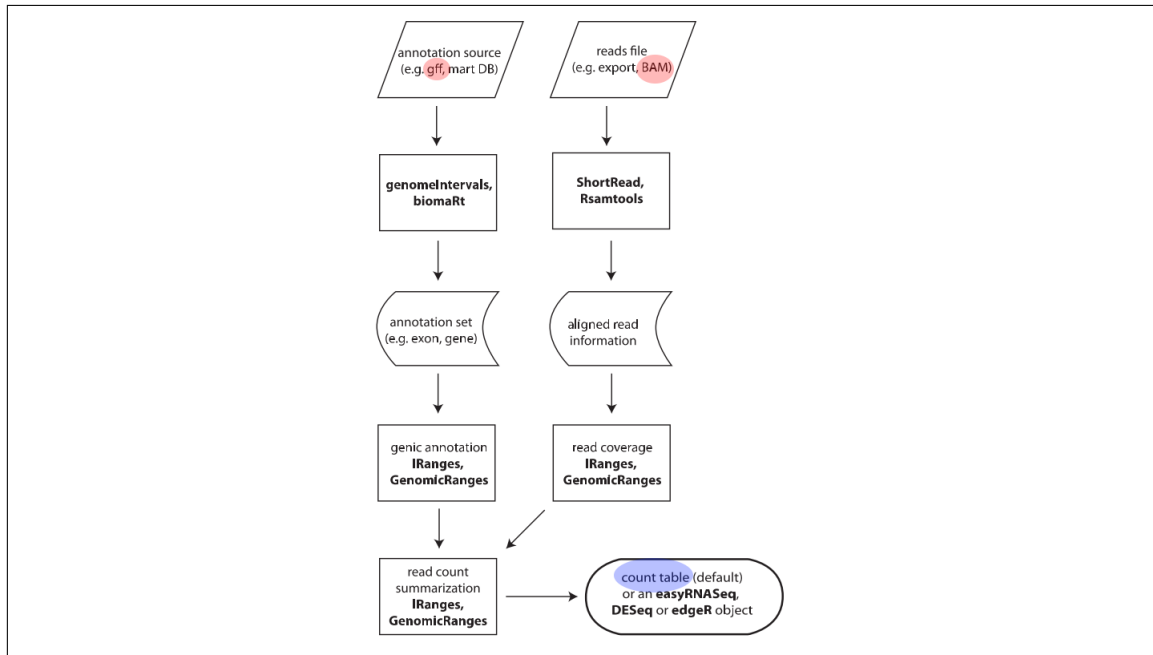 annotation source
(e.g. gff, mart DB)
reads file
(e.g. export, BAM)
genomeIntervals,
biomaRt
ShortRead,
Rsamtools
annotation set
(e.g. exon, gene)
aligned read
information
genic annotation
IRanges,
GenomicRanges
read coverage
IRanges,
GenomicRanges
read count
summarization
IRanges,
GenomicRanges
count table (default)
or an easyRNASeq,
DESeq or edgeR object